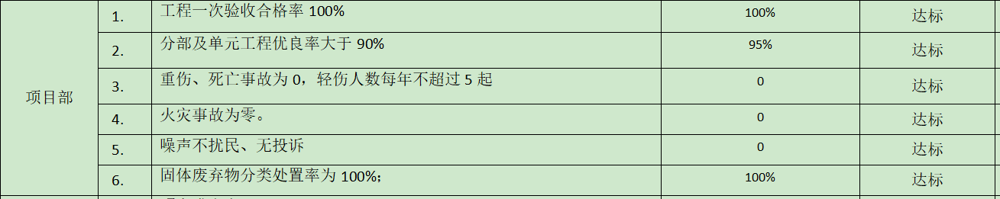 项目部
1. 工程一次验收合格率 100% 100% 达标
2. 分部及单元工程优良率大于 90% 95% 达标
3. 重伤、死亡事故为 0，轻伤人数每年不超过 5 起 0 达标
4. 火灾事故为零。 0 达标
5. 噪声不扰民、无投诉 0 达标
6. 固体废弃物分类处置率为 100%； 100% 达标